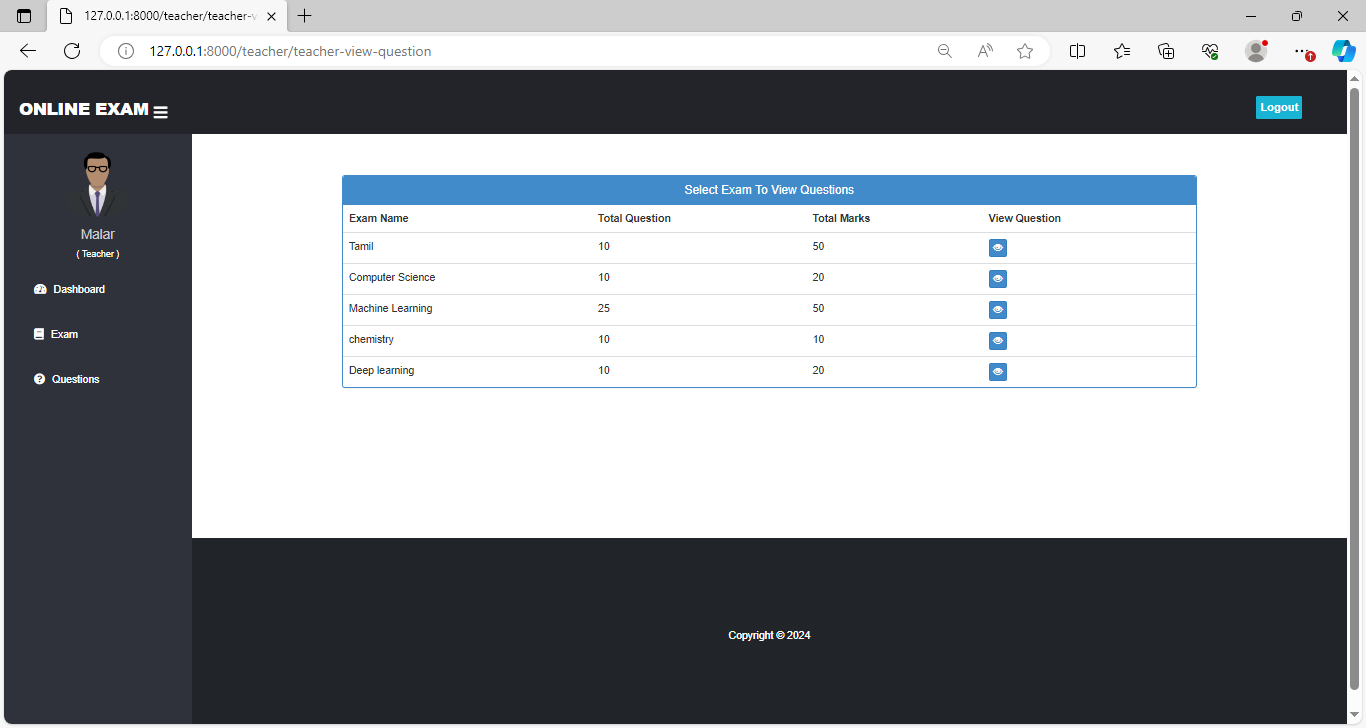 127.0.0.1:8000/teacher/teacher-v
127.0.0.1:8000/teacher/teacher-view-question
ONLINE EXAM
Logout
Malar
( Teacher )
Dashboard
Exam
Questions
Select Exam To View Questions
Exam Name Total Question Total Marks View Question
Tamil 10 50
Computer Science 10 20
Machine Learning 25 50
chemistry 10 10
Deep learning 10 20
Copyright © 2024